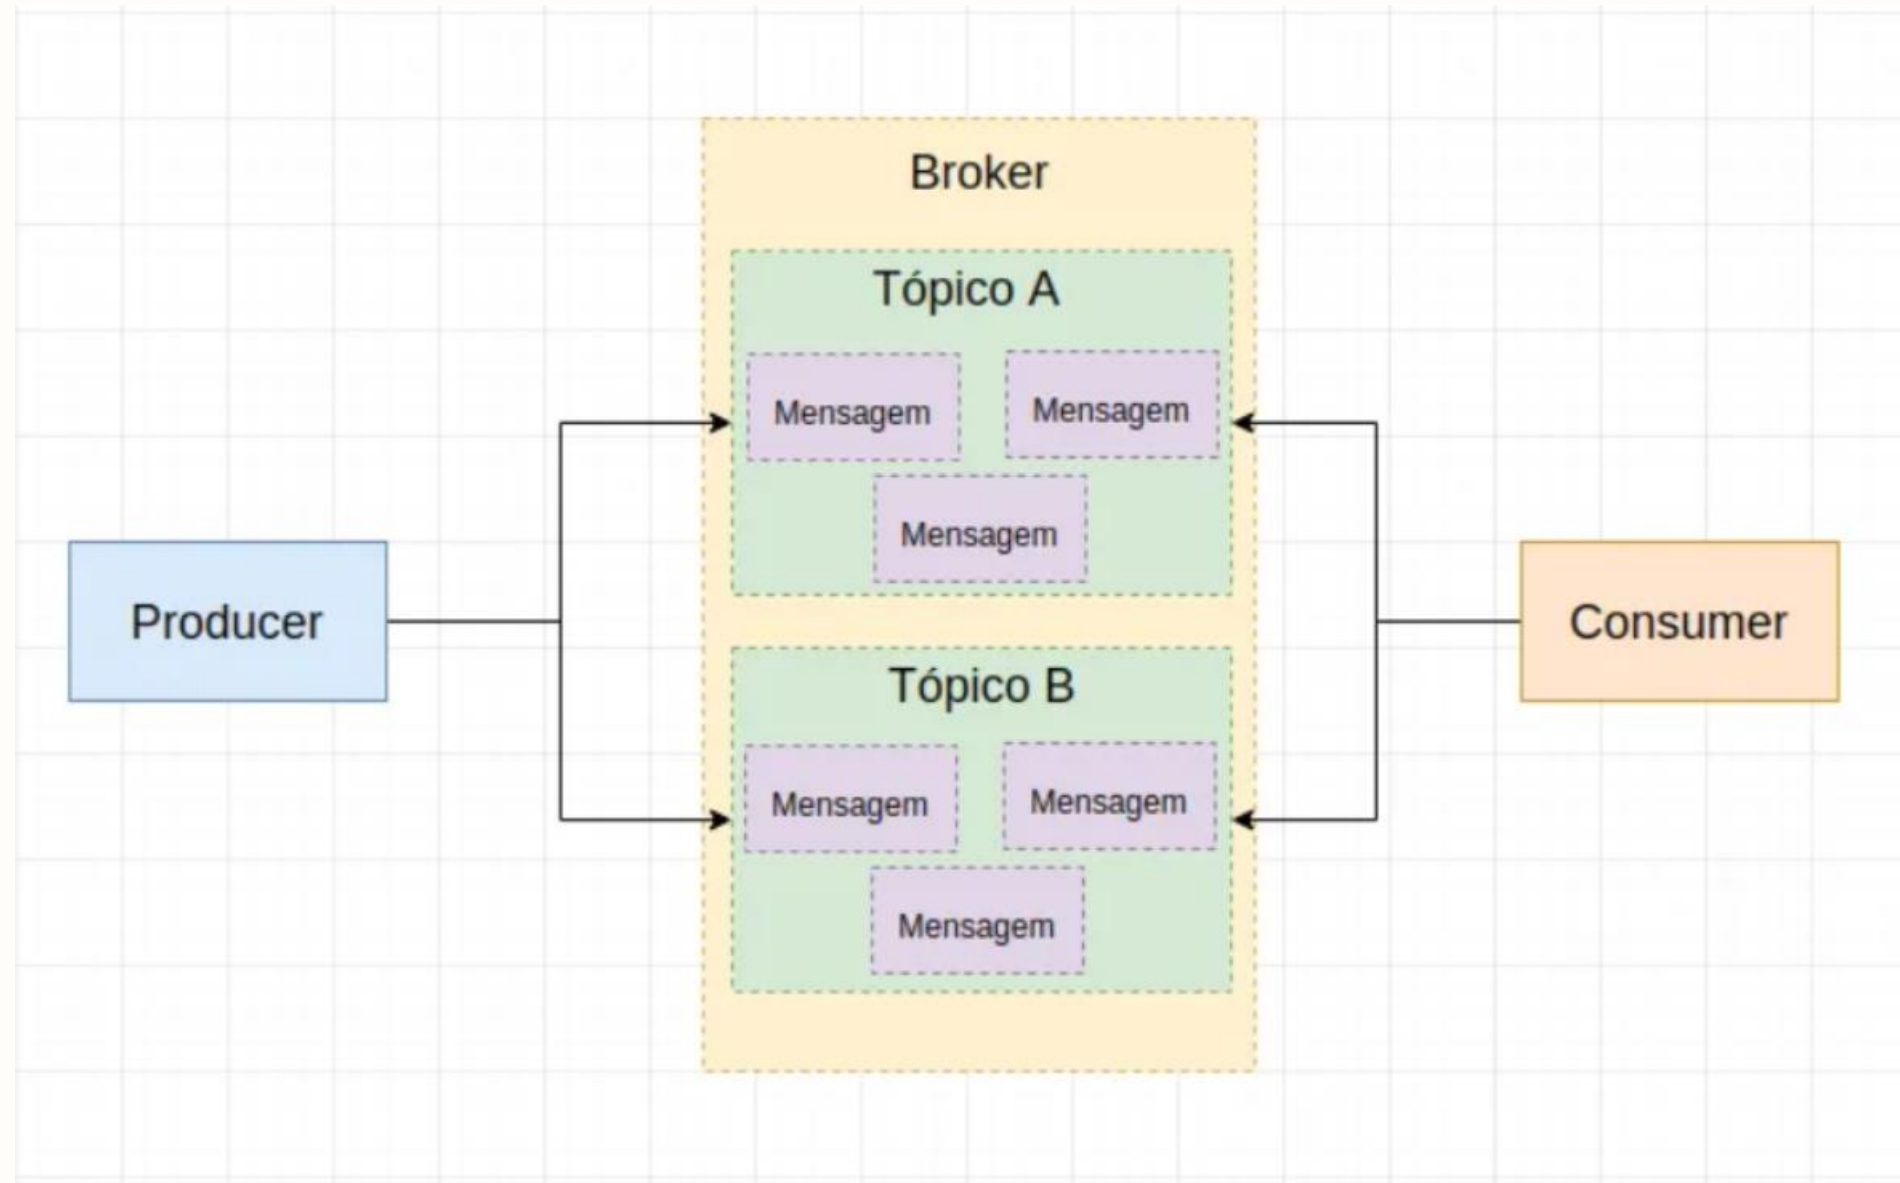 Broker
Tópico A
Mensagem
Mensagem
Mensagem
Producer
Consumer
Tópico B
Mensagem
Mensagem
Mensagem